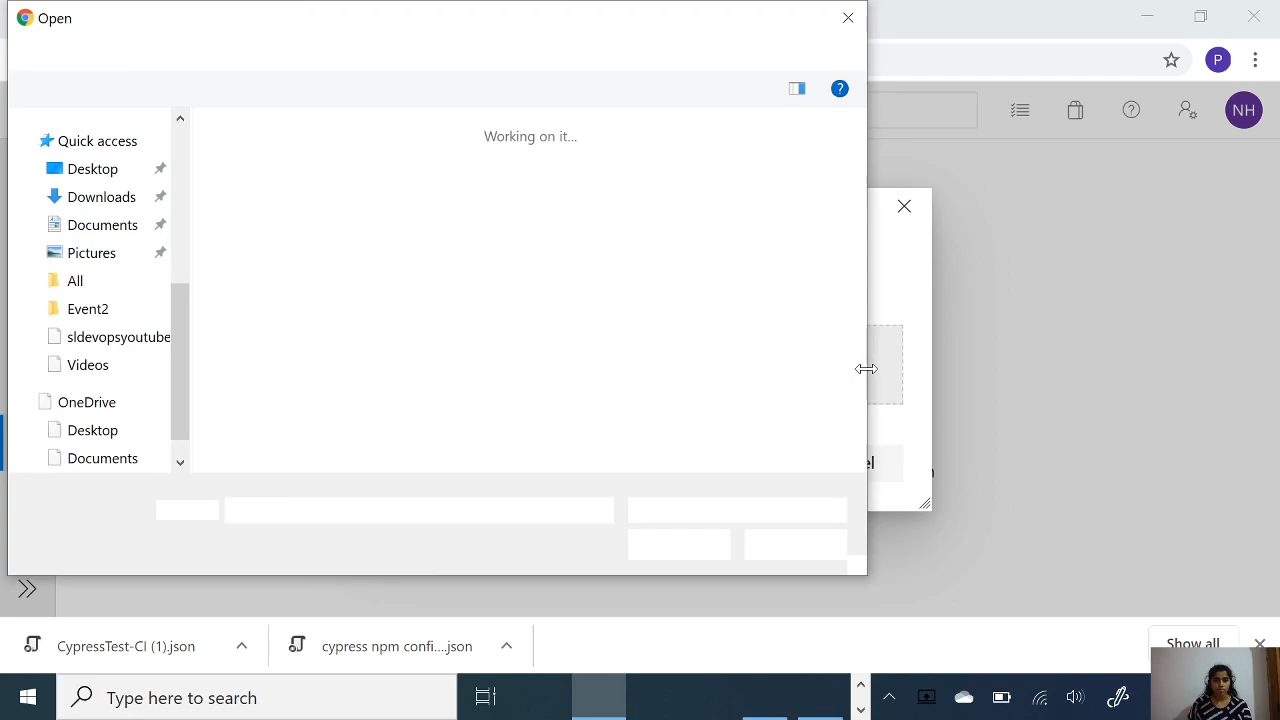 Open
P
?
NH
Working on it...
Quick access
Desktop
Downloads
Documents
Pictures
All
Event2
sldevopsyoutube
Videos
OneDrive
Desktop
Documents
el
CypressTest-CI (1).json
cypress npm confi....json
Show all
Type here to search